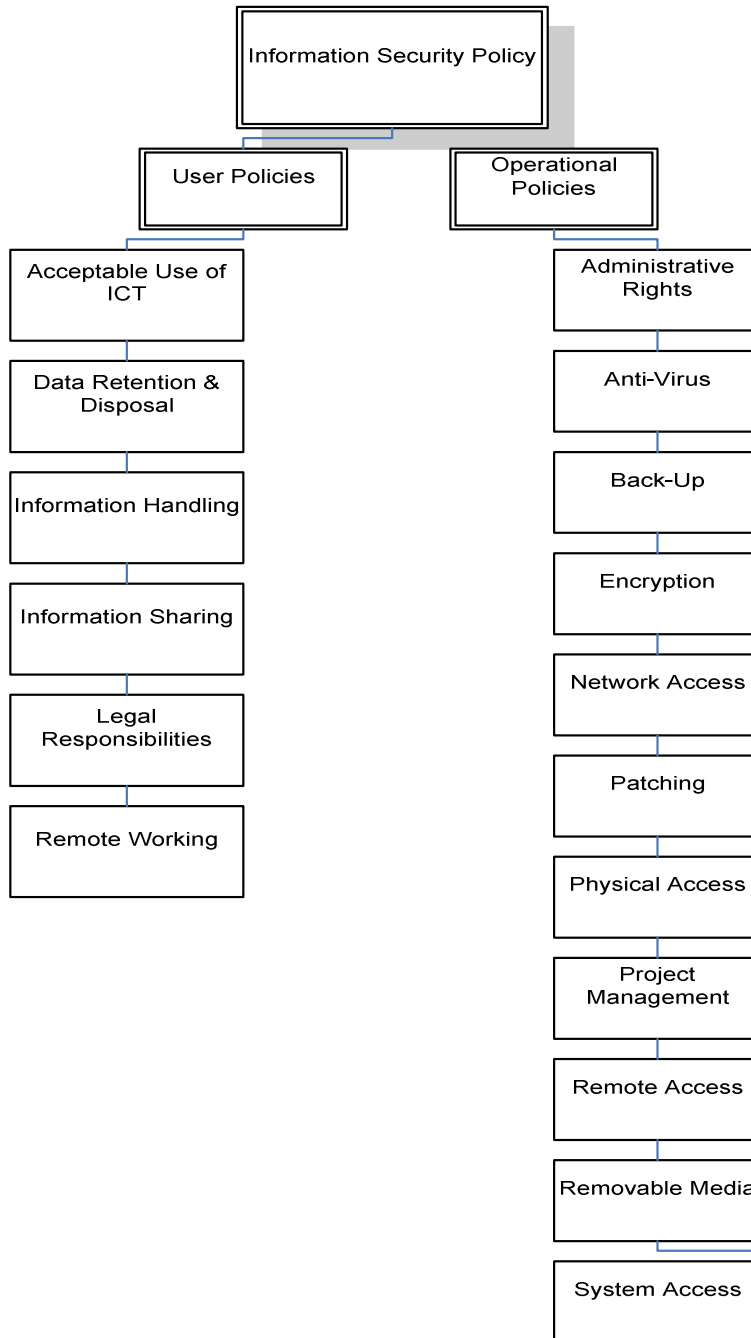 Information Security Policy
User Policies
Operational
Policies
Acceptable Use of
ICT
Data Retention &
Disposal
Information Handling
Information Sharing
Legal
Responsibilities
Remote Working
Administrative
Rights
Anti-Virus
Back-Up
Encryption
Network Access
Patching
Physical Access
Project
Management
Remote Access
Removable Media
System Access